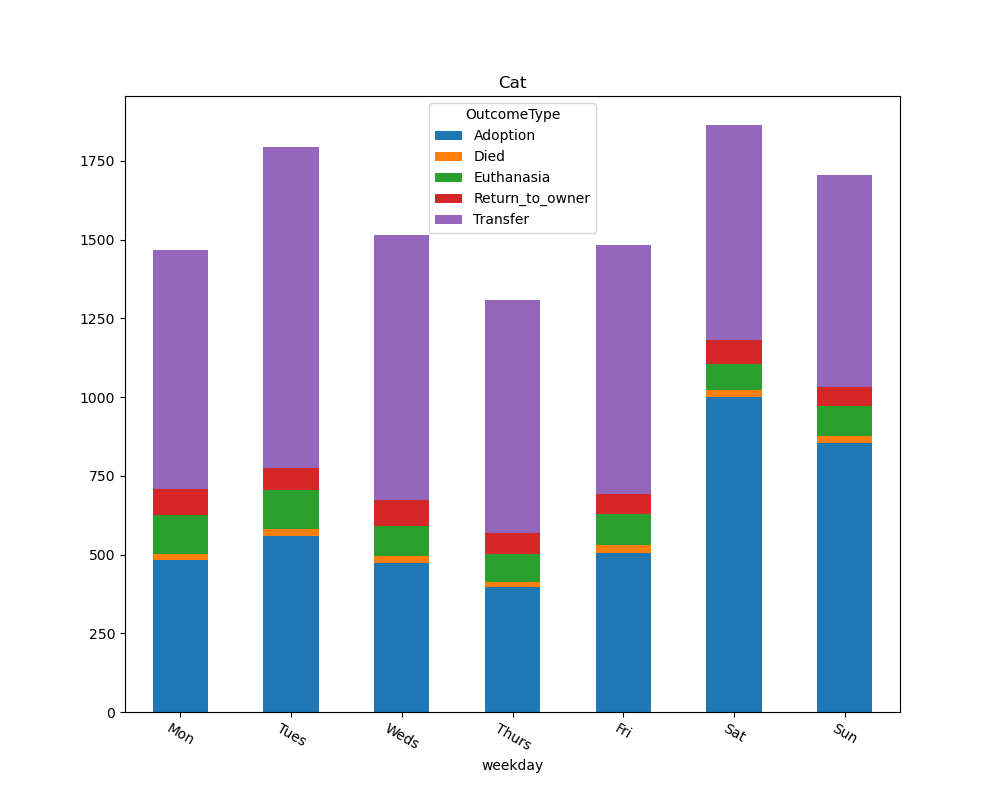 Cat
OutcomeType
Adoption
Died
Euthanasia
Return_to_owner
Transfer
1750
1500
1250
1000
750
500
250
0
Mon Tues Weds Thurs Fri Sat Sun
weekday